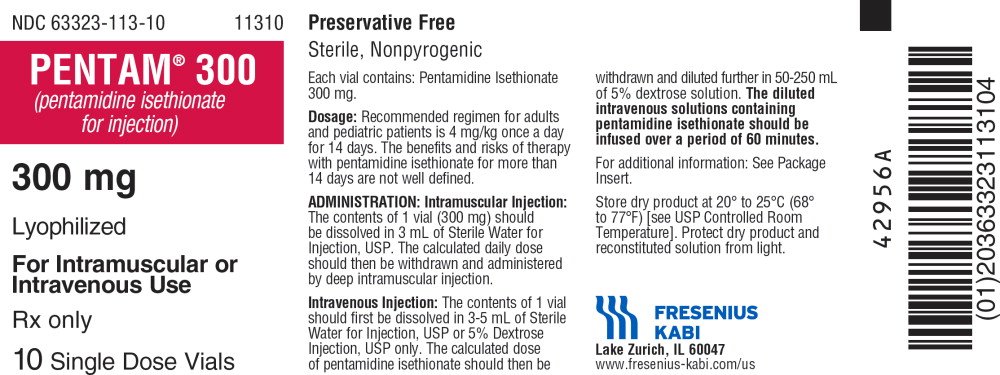 NDC 63323-113-10 11310
PENTAM® 300
(pentamidine isethionate
for injection)
300 mg
Lyophilized
For Intramuscular or
Intravenous Use
Rx only
10 Single Dose Vials
Preservative Free
Sterile, Nonpyrogenic
Each vial contains: Pentamidine Isethionate
300 mg.
Dosage: Recommended regimen for adults
and pediatric patients is 4 mg/kg once a day
for 14 days. The benefits and risks of therapy
with pentamidine isethionate for more than
14 days are not well defined.
ADMINISTRATION: Intramuscular Injection:
The contents of 1 vial (300 mg) should
be dissolved in 3 mL of Sterile Water for
Injection, USP. The calculated daily dose
should then be withdrawn and administered
by deep intramuscular injection.
Intravenous Injection: The contents of 1 vial
should first be dissolved in 3-5 mL of Sterile
Water for Injection, USP or 5% Dextrose
Injection, USP only. The calculated dose
of pentamidine isethionate should then be
withdrawn and diluted further in 50-250 mL
of 5% dextrose solution. The diluted
intravenous solutions containing
pentamidine isethionate should be
infused over a period of 60 minutes.
For additional information: See Package
Insert.
Store dry product at 20° to 25°C (68°
to 77°F) [see USP Controlled Room
Temperature]. Protect dry product and
reconstituted solution from light.
FRESENIUS
KABI
Lake Zurich, IL 60047
www.fresenius-kabi.com/us
42956A
(01)20363323113104